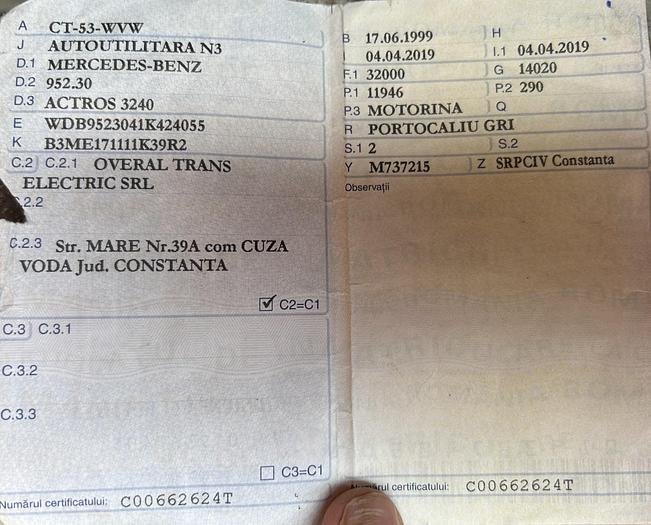 A CT-53-WVW
J AUTOUTILITARA N3
D.1 MERCEDES-BENZ
D.2 952.30
D.3 ACTROS 3240
E WDB9523041K424055
K B3ME171111K39R2
C.2 C.2.1 OVERAL TRANS
ELECTRIC SRL
C.2.2
C.2.3 Str. MARE Nr.39A com CUZA
VODA Jud. CONSTANTA
C2=C1
C.3 C.3.1
C.3.2
C.3.3
C3=C1
Numărul certificatului: C00662624T
B 17.06.1999 H
I 04.04.2019 I.1 04.04.2019
F.1 32000 G 14020
P.1 11946 P.2 290
P.3 MOTORINA Q
R PORTOCALIU GRI
S.1 2 S.2
Y M737215 Z SRPCIV Constanta
Observaţii
Numărul certificatului: C00662624T